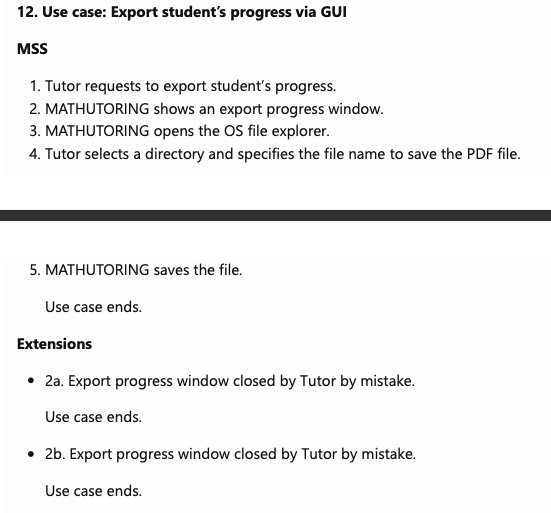 12. Use case: Export student's progress via GUI
MSS
1. Tutor requests to export student's progress.
2. MATHUTORING shows an export progress window.
3. MATHUTORING opens the OS file explorer.
4. Tutor selects a directory and specifies the file name to save the PDF file.
5. MATHUTORING saves the file.
Use case ends.
Extensions
• 2a. Export progress window closed by Tutor by mistake.
Use case ends.
• 2b. Export progress window closed by Tutor by mistake.
Use case ends.